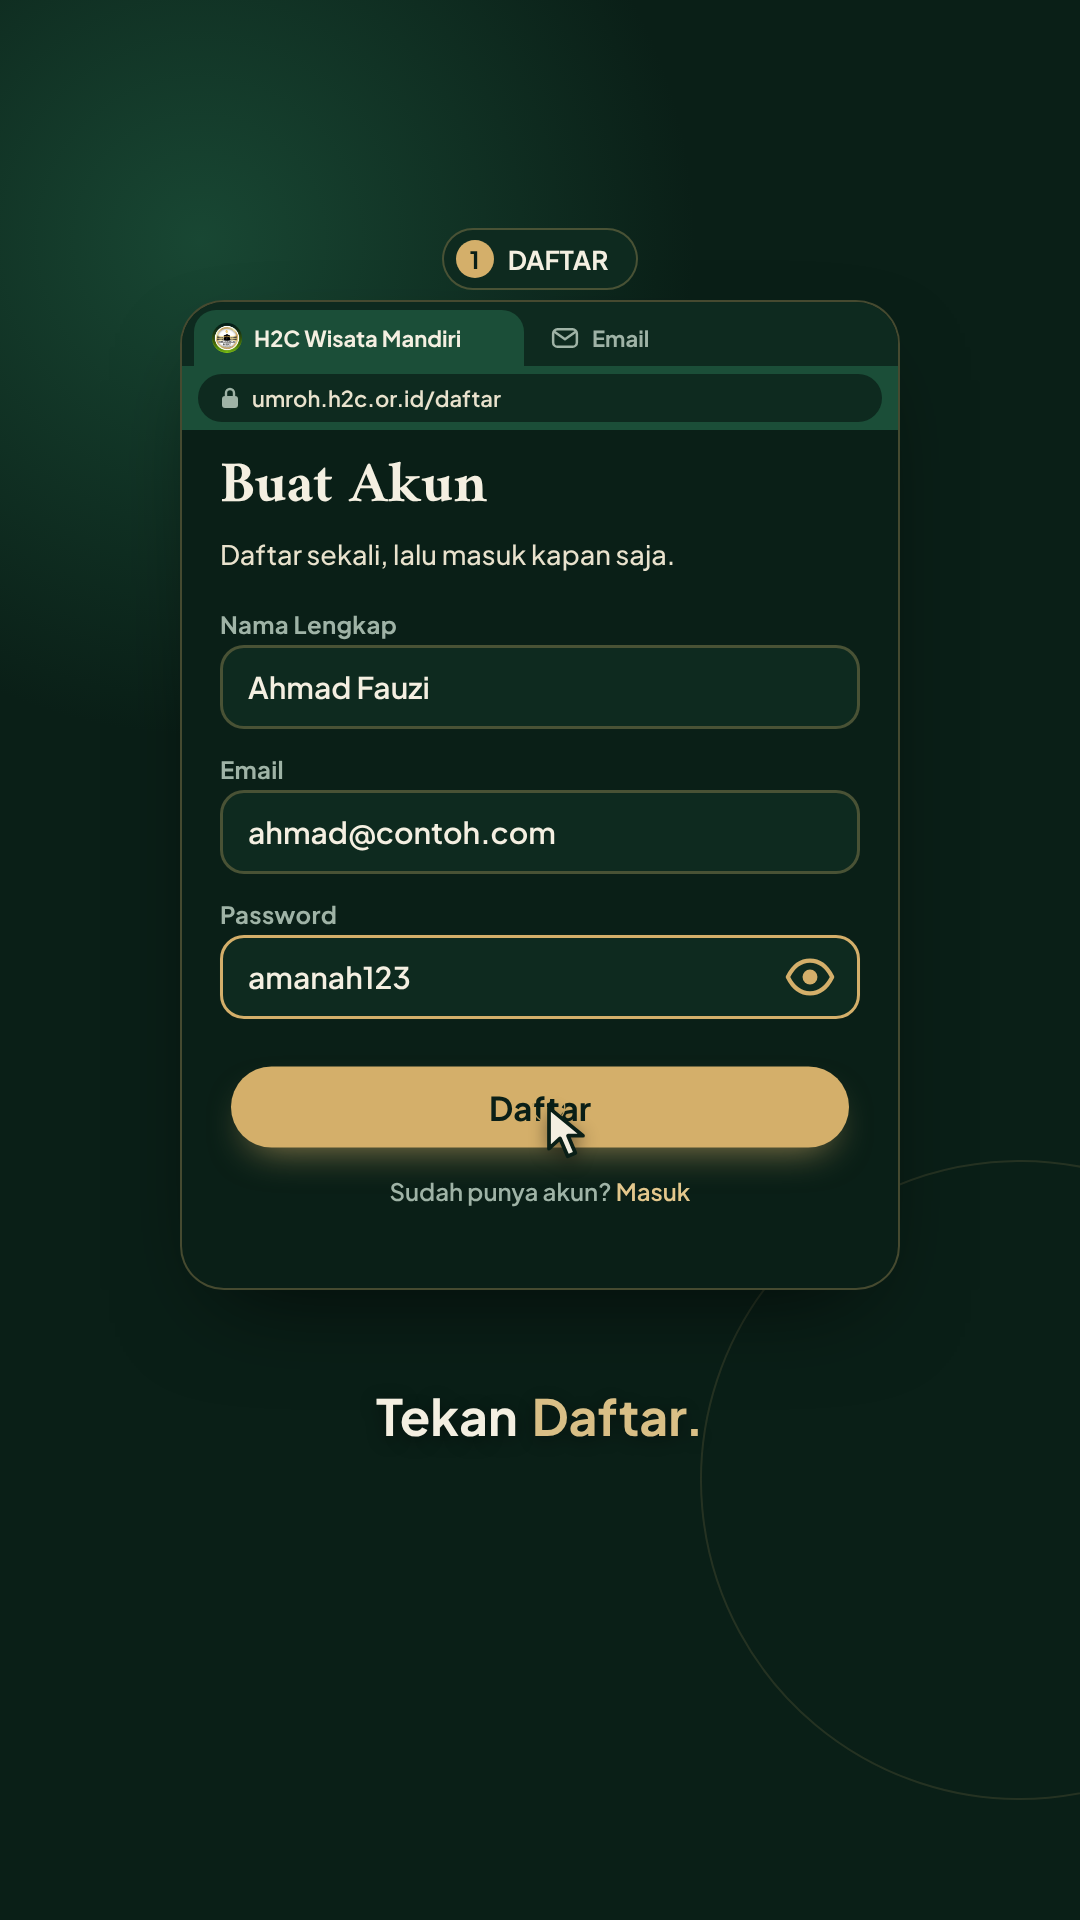 1 DAFTAR
H2C Wisata Mandiri
Email
umroh.h2c.or.id/daftar
Buat Akun
Daftar sekali, lalu masuk kapan saja.
Nama Lengkap
Ahmad Fauzi
Email
ahmad@contoh.com
Password
amanah123
Daftar
Sudah punya akun? Masuk
Tekan Daftar.